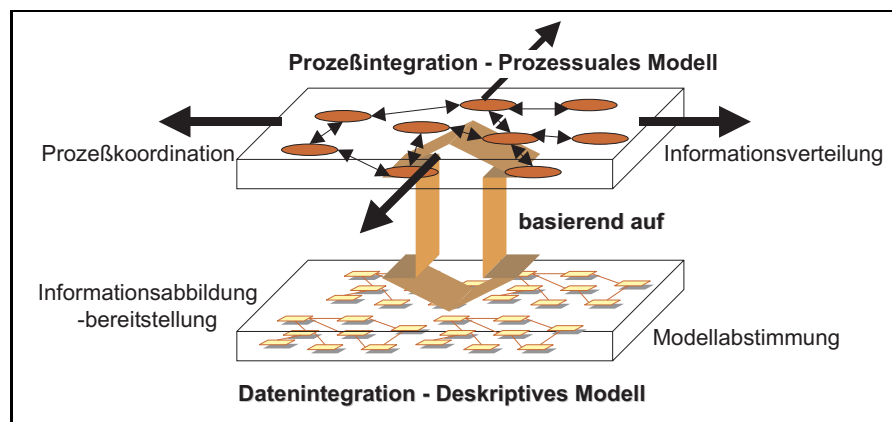 Prozeßintegration - Prozessuales Modell
Prozeßkoordination
Informationsverteilung
basierend auf
Informationsabbildung
-bereitstellung
Modellabstimmung
Datenintegration - Deskriptives Modell